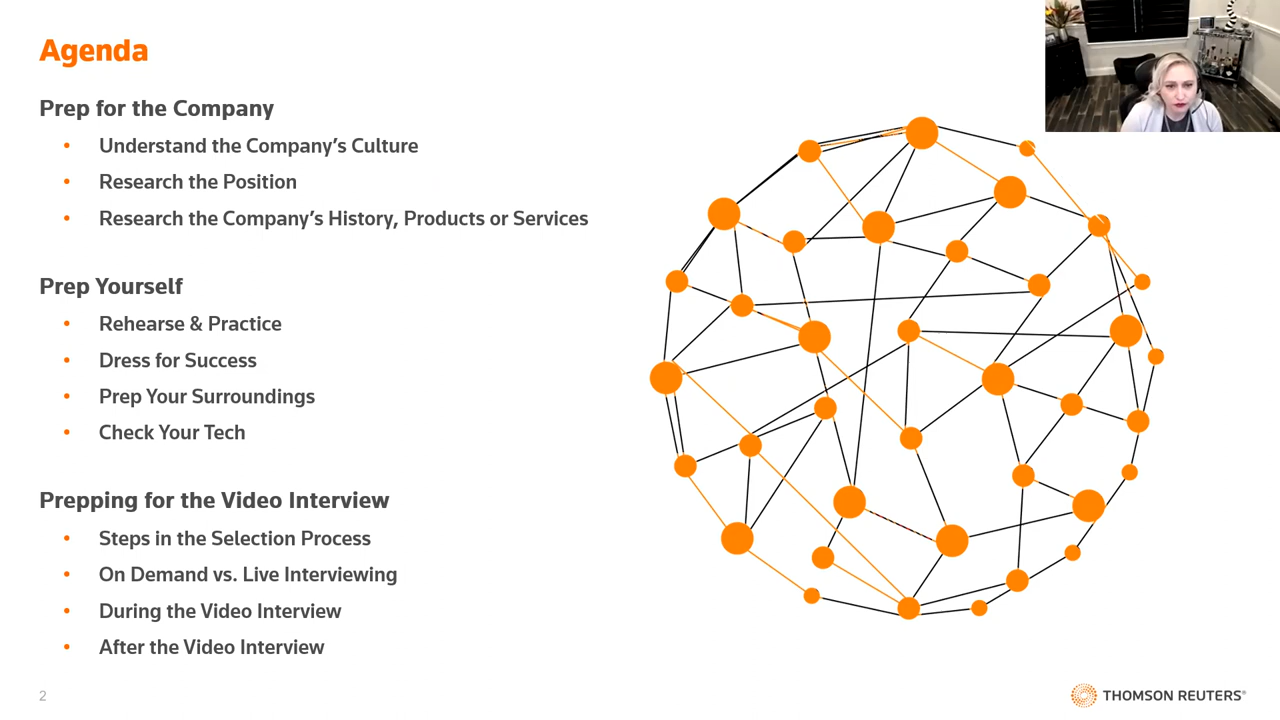 Agenda
Prep for the Company
• Understand the Company’s Culture
• Research the Position
• Research the Company’s History, Products or Services
Prep Yourself
• Rehearse & Practice
• Dress for Success
• Prep Your Surroundings
• Check Your Tech
Prepping for the Video Interview
• Steps in the Selection Process
• On Demand vs. Live Interviewing
• During the Video Interview
• After the Video Interview
2
THOMSON REUTERS®